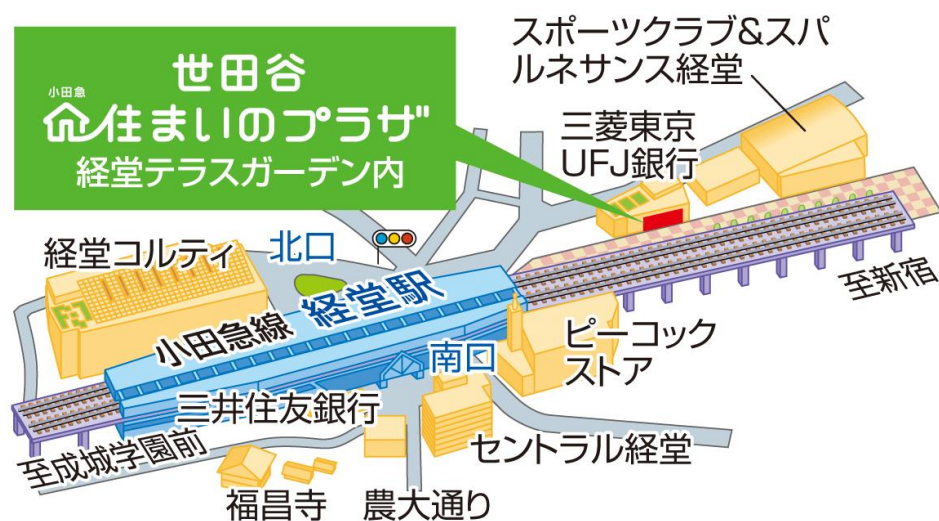 世田谷
小田急
住まいのプラザ
経堂テラスガーデン内
スポーツクラブ&スパ
ルネサンス経堂
三菱東京
UFJ銀行
経堂コルティ
北口
小田急線 経堂駅
至新宿
ピーコック
ストア
南口
三井住友銀行
セントラル経堂
至成城学園前
福昌寺
農大通り